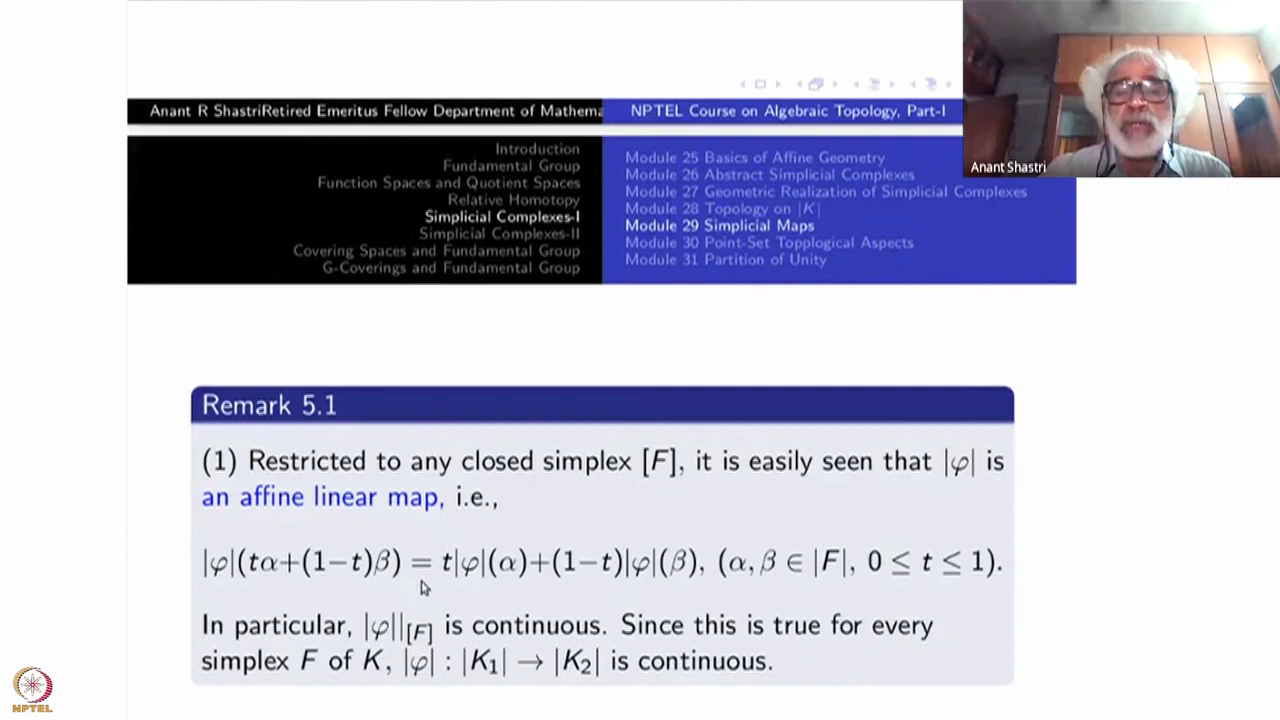 Anant R ShastriRetired Emeritus Fellow Department of Mathema
NPTEL Course on Algebraic Topology, Part-I
Introduction
Fundamental Group
Function Spaces and Quotient Spaces
Relative Homotopy
Simplicial Complexes-I
Simplicial Complexes-II
Covering Spaces and Fundamental Group
G-Coverings and Fundamental Group
Module 25 Basics of Affine Geometry
Module 26 Abstract Simplicial Complexes
Module 27 Geometric Realization of Simplicial Complexes
Module 28 Topology on |K|
Module 29 Simplicial Maps
Module 30 Point-Set Topplogical Aspects
Module 31 Partition of Unity
Anant Shastri
Remark 5.1
(1) Restricted to any closed simplex [F], it is easily seen that |φ| is
an affine linear map, i.e.,
|φ|(tα+(1−t)β) = t|φ|(α)+(1−t)|φ|(β), (α, β ∈ |F|, 0 ≤ t ≤ 1).
In particular, |φ||[F] is continuous. Since this is true for every
simplex F of K, |φ| : |K₁| → |K₂| is continuous.
NPTEL